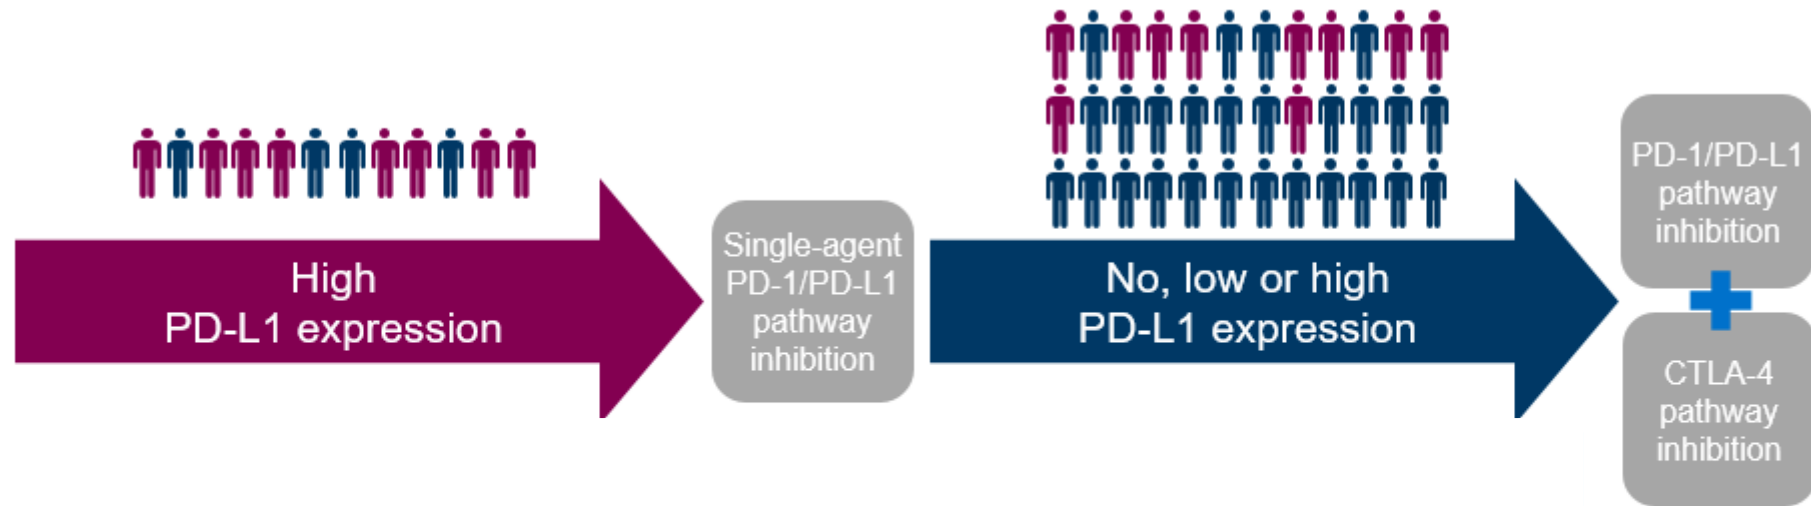 High
PD-L1 expression
Single-agent
PD-1/PD-L1
pathway
inhibition
No, low or high
PD-L1 expression
PD-1/PD-L1
pathway
inhibition
CTLA-4
pathway
inhibition